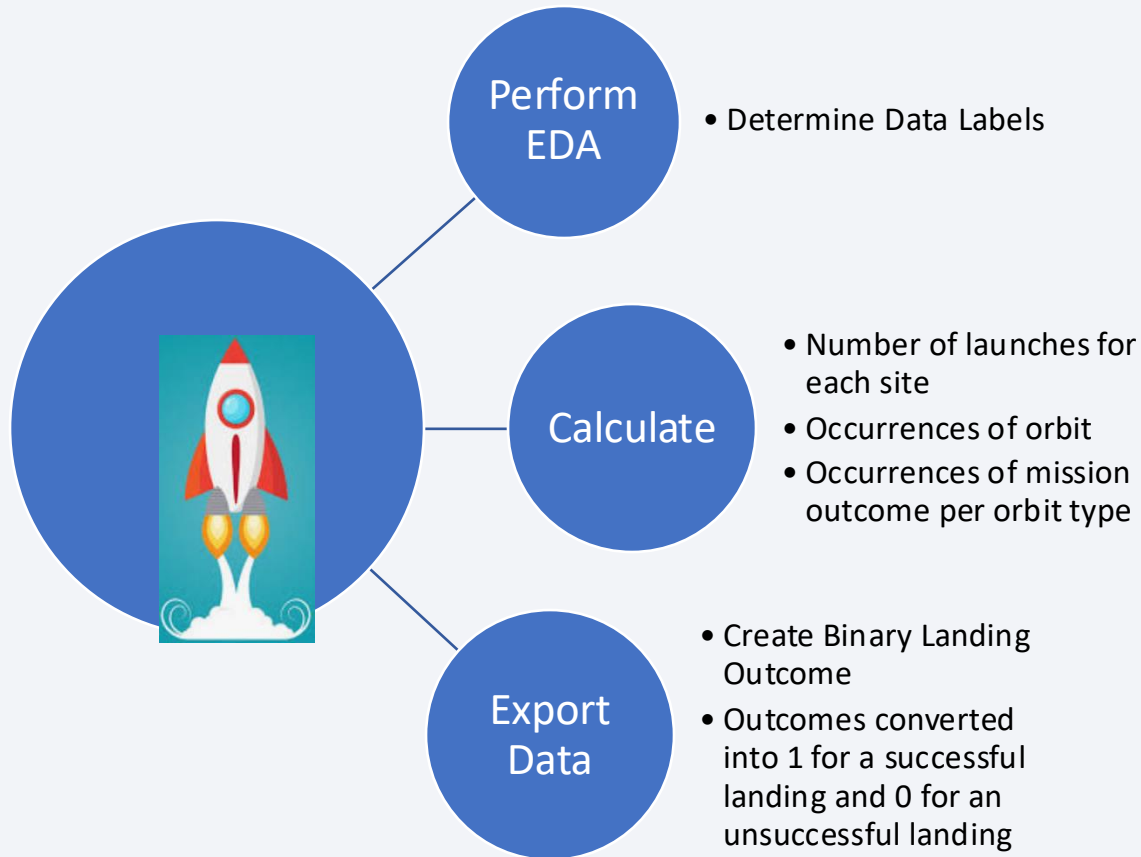 Perform
EDA
• Determine Data Labels
Calculate
• Number of launches for
each site
• Occurrences of orbit
• Occurrences of mission
outcome per orbit type
Export
Data
• Create Binary Landing
Outcome
• Outcomes converted
into 1 for a successful
landing and 0 for an
unsuccessful landing